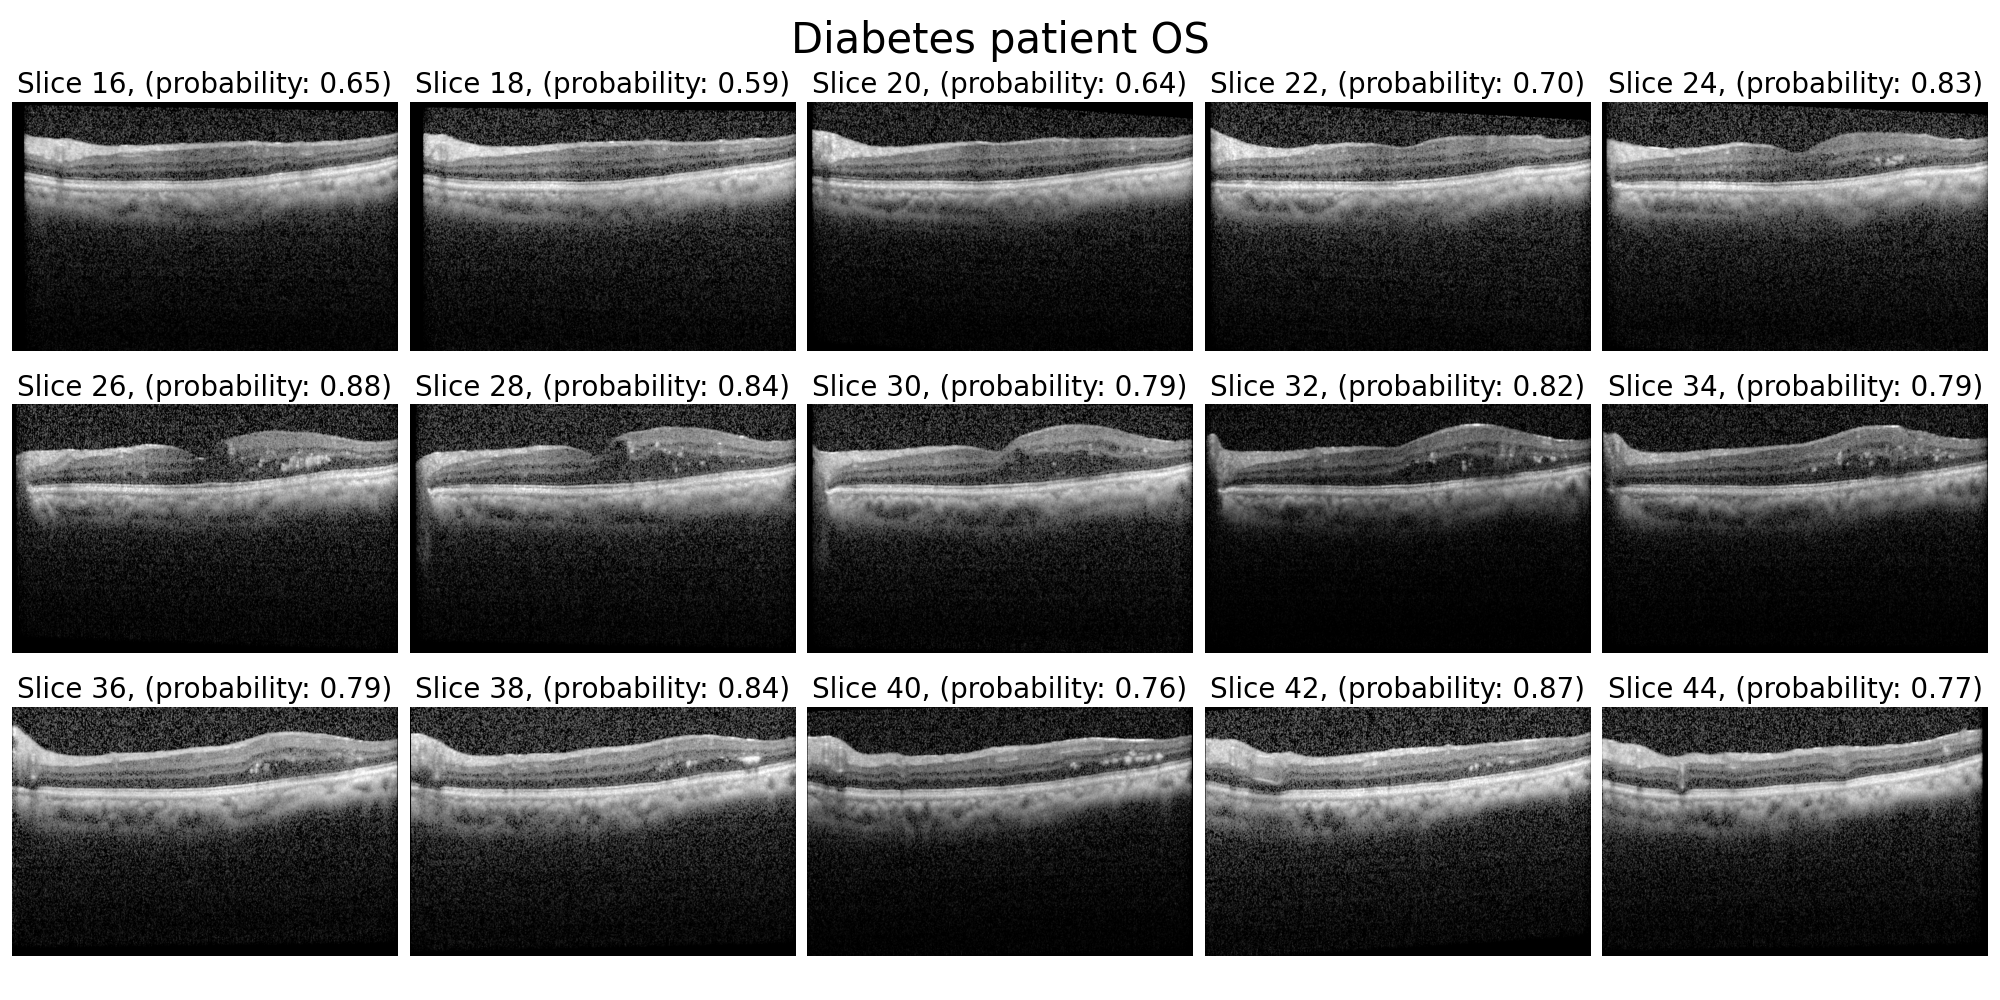 Diabetes patient OS
Slice 16, (probability: 0.65)
Slice 18, (probability: 0.59)
Slice 20, (probability: 0.64)
Slice 22, (probability: 0.70)
Slice 24, (probability: 0.83)
Slice 26, (probability: 0.88)
Slice 28, (probability: 0.84)
Slice 30, (probability: 0.79)
Slice 32, (probability: 0.82)
Slice 34, (probability: 0.79)
Slice 36, (probability: 0.79)
Slice 38, (probability: 0.84)
Slice 40, (probability: 0.76)
Slice 42, (probability: 0.87)
Slice 44, (probability: 0.77)